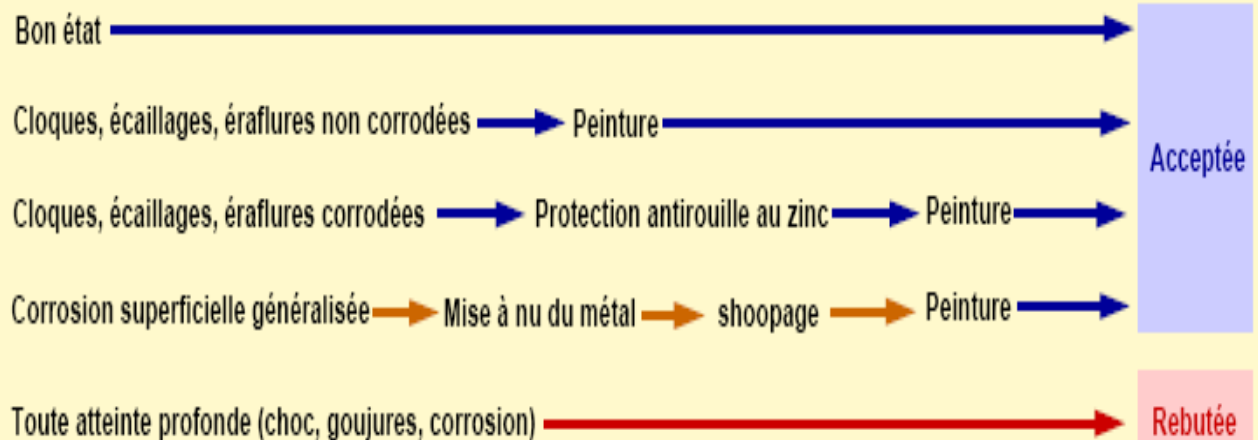 Bon état
Cloques, écaillages, éraflures non corrodées Peinture
Acceptée
Cloques, écaillages, éraflures corrodées Protection antirouille au zinc Peinture
Corrosion superficielle généralisée Mise à nu du métal shoopage Peinture
Toute atteinte profonde (choc, goujures, corrosion) Rebutée